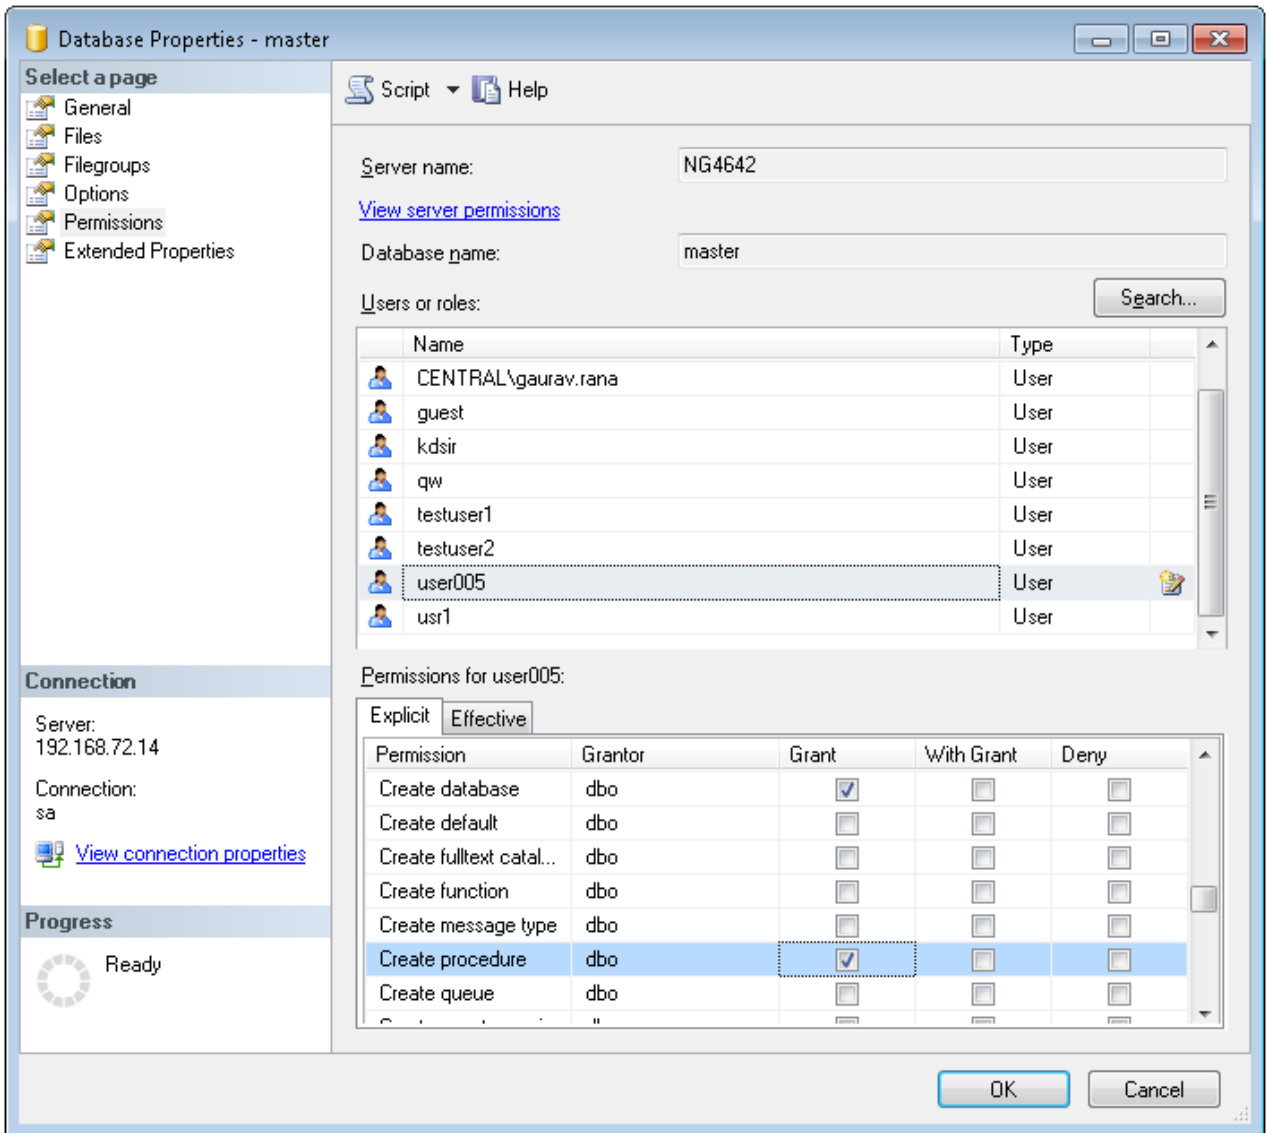 Database Properties - master
Select a page
General
Files
Filegroups
Options
Permissions
Extended Properties
Script Help
Server name: NG4642
View server permissions
Database name: master
Users or roles: Search...
Name Type
CENTRAL\gaurav.rana User
guest User
kdsir User
qw User
testuser1 User
testuser2 User
user005 User
usr1 User
Permissions for user005:
Explicit Effective
Permission Grantor Grant With Grant Deny
Create database dbo
Create default dbo
Create fulltext catal... dbo
Create function dbo
Create message type dbo
Create procedure dbo
Create queue dbo
Connection
Server:
192.168.72.14
Connection:
sa
View connection properties
Progress
Ready
OK Cancel